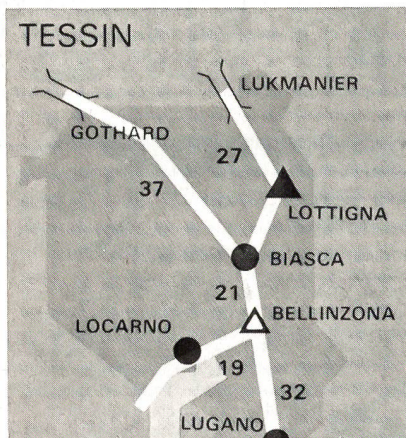 TESSIN
LUKMANIER
GOTHARD
27
37
LOTTIGNA
BIASCA
21
BELLINZONA
LOCARNO
19
32
LUGANO